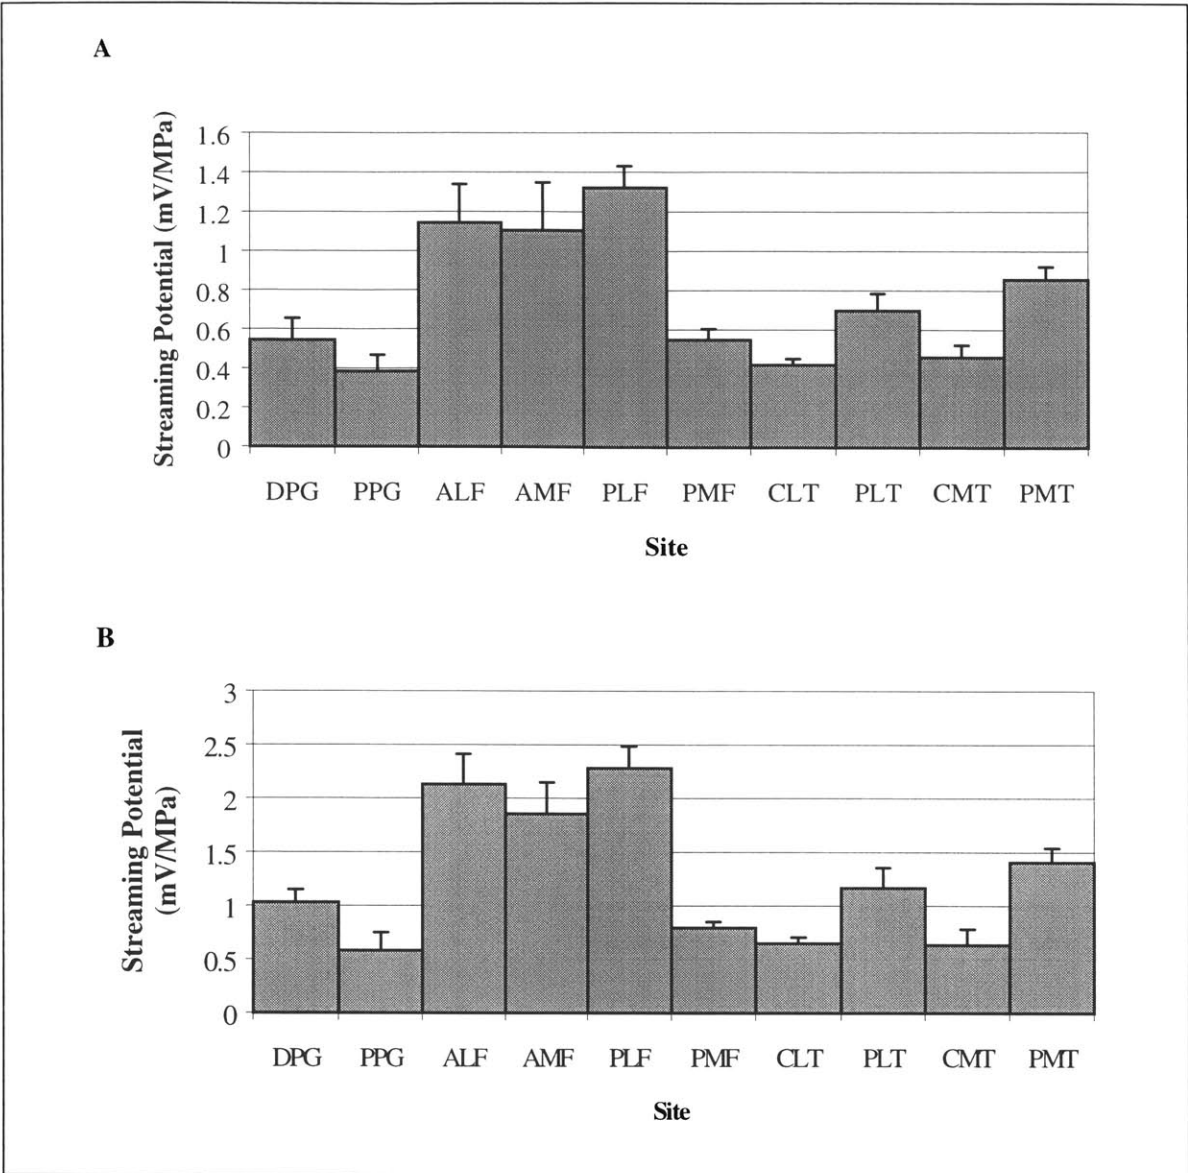 A
Streaming Potential (mV/MPa)
1.6
1.4
1.2
1
0.8
0.6
0.4
0.2
0
DPG PPG ALF AMF PLF PMF CLT PLT CMT PMT
Site
B
Streaming Potential
(mV/MPa)
3
2.5
2
1.5
1
0.5
0
DPG PPG ALF AMF PLF PMF CLT PLT CMT PMT
Site